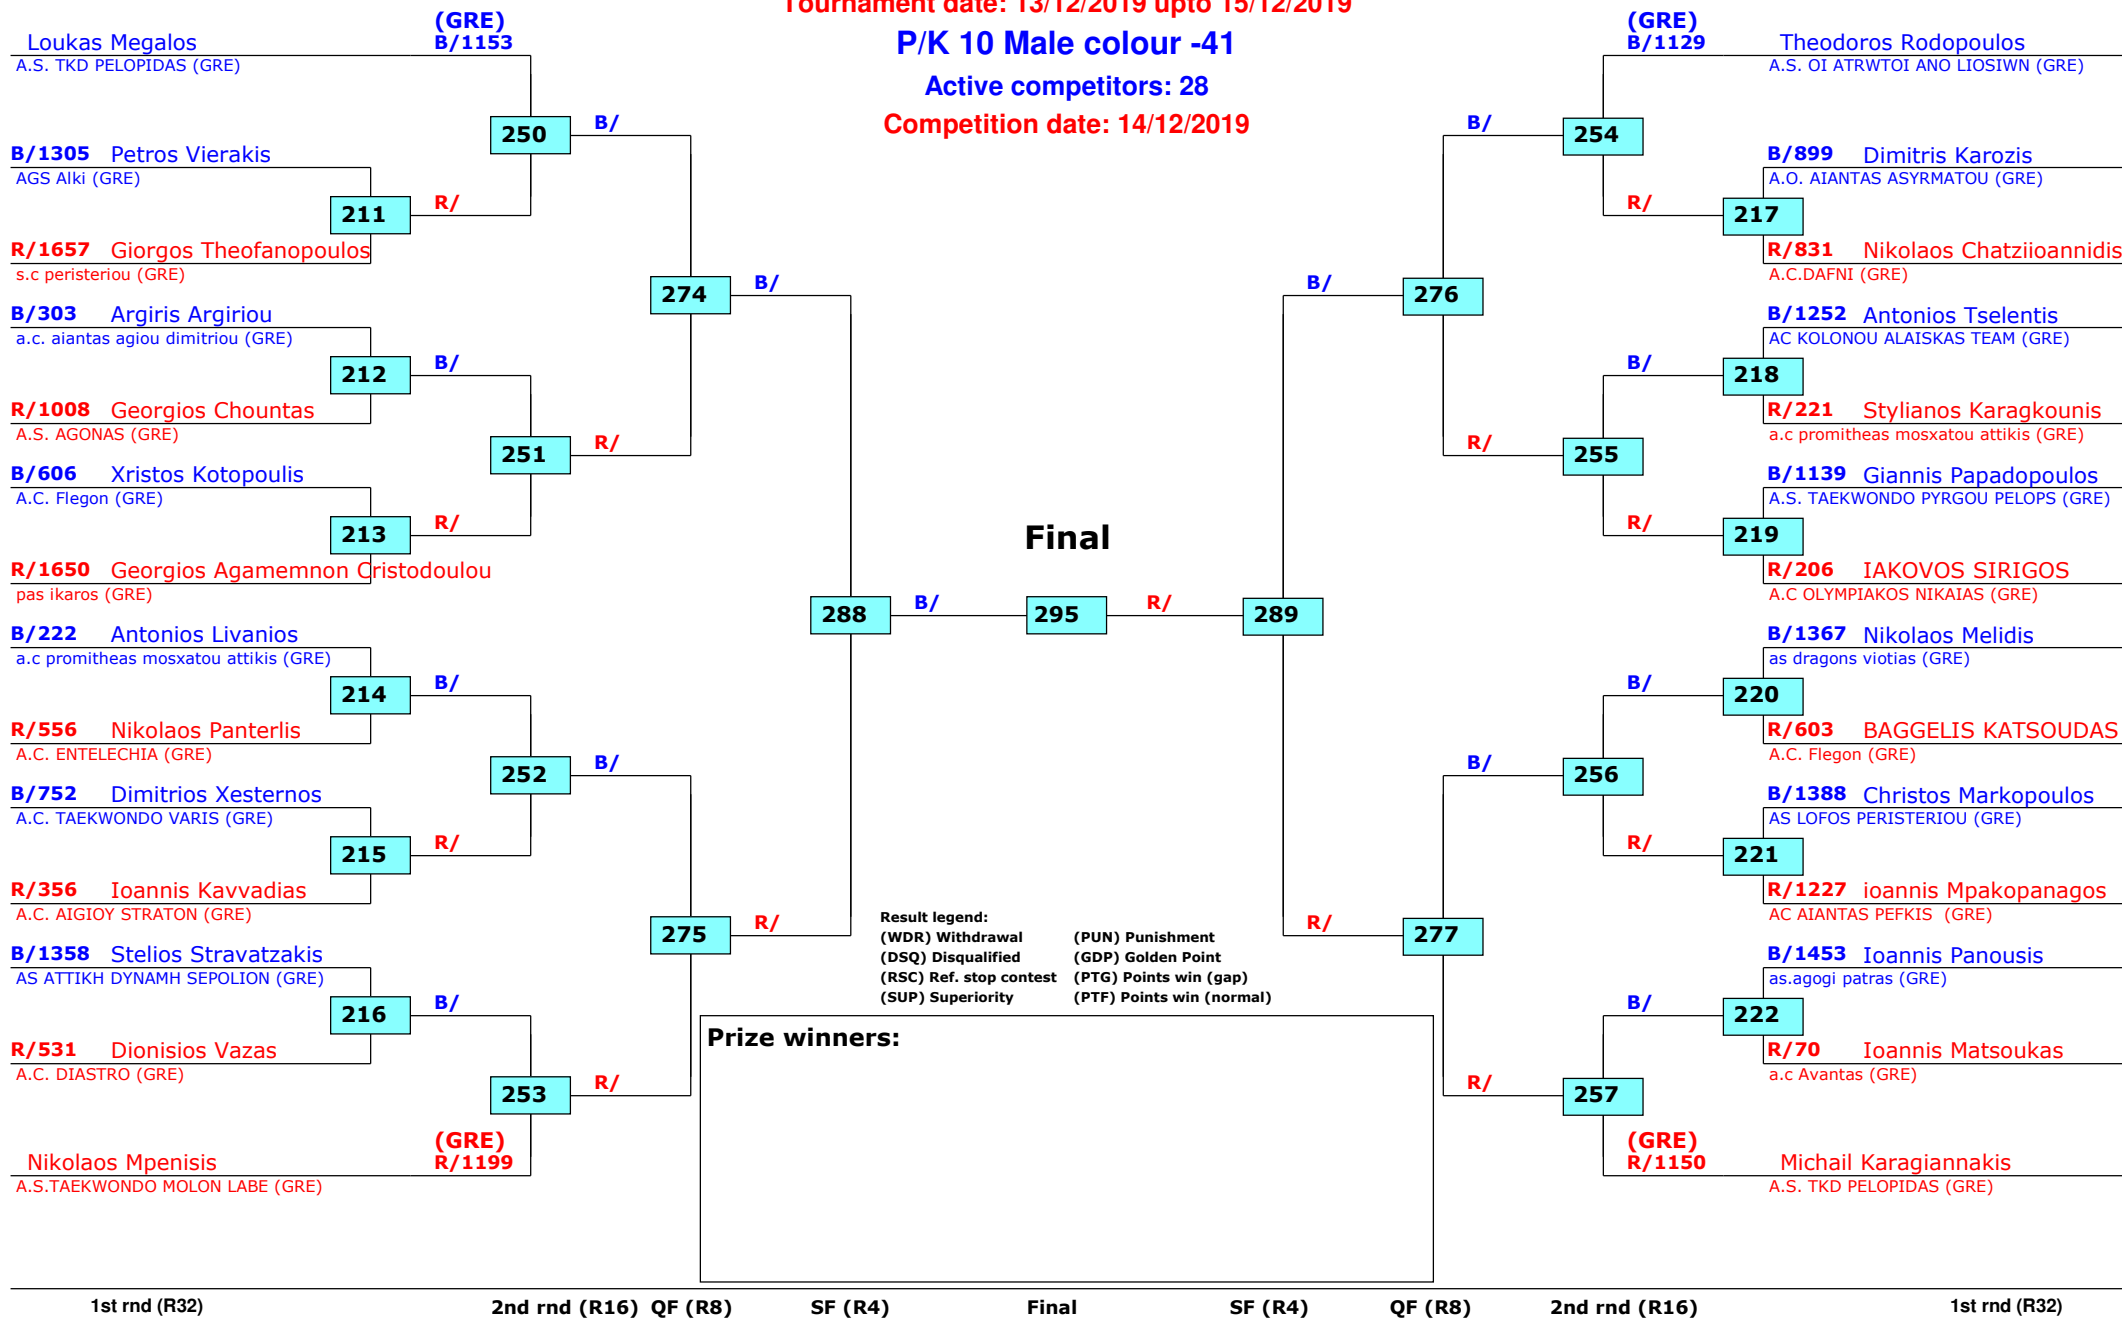 Tournament date: 13/12/2019 upto 15/12/2019
P/K 10 Male colour -41
Active competitors: 28
Competition date: 14/12/2019
(GRE)
Loukas Megalos B/1153
A.S. TKD PELOPIDAS (GRE)
250 B/
B/1305 Petros Vierakis
AGS Alki (GRE)
211 R/
R/1657 Giorgos Theofanopoulos
s.c peristeriou (GRE)
274 B/
B/303 Argiris Argiriou
a.c. aiantas agiou dimitriou (GRE)
212 B/
R/1008 Georgios Chountas
A.S. AGONAS (GRE)
251 R/
B/606 Xristos Kotopoulis
A.C. Flegon (GRE)
213 R/
R/1650 Georgios Agamemnon Cristodoulou
pas ikaros (GRE)
B/222 Antonios Livanios
a.c promitheas mosxatou attikis (GRE)
214 B/
R/556 Nikolaos Panterlis
A.C. ENTELECHIA (GRE)
252 B/
B/752 Dimitrios Xesternos
A.C. TAEKWONDO VARIS (GRE)
215 R/
R/356 Ioannis Kavvadias
A.C. AIGIOY STRATON (GRE)
275 R/
B/1358 Stelios Stravatzakis
AS ATTIKH DYNAMH SEPOLION (GRE)
216 B/
R/531 Dionisios Vazas
A.C. DIASTRO (GRE)
253 R/
(GRE)
Nikolaos Mpenisis R/1199
A.S.TAEKWONDO MOLON LABE (GRE)
Final
288 B/ 295 R/ 289
(GRE)
B/1129 Theodoros Rodopoulos
A.S. OI ATRWTOI ANO LIOSIWN (GRE)
B/ 254
B/899 Dimitris Karozis
A.O. AIANTAS ASYRMATOU (GRE)
R/ 217
R/831 Nikolaos Chatziioannidis
A.C.DAFNI (GRE)
B/ 276
B/1252 Antonios Tselentis
AC KOLONOU ALAISKAS TEAM (GRE)
B/ 218
R/221 Stylianos Karagkounis
a.c promitheas mosxatou attikis (GRE)
R/ 255
B/1139 Giannis Papadopoulos
A.S. TAEKWONDO PYRGOU PELOPS (GRE)
R/ 219
R/206 IAKOVOS SIRIGOS
A.C OLYMPIAKOS NIKAIAS (GRE)
B/1367 Nikolaos Melidis
as dragons viotias (GRE)
B/ 220
R/603 BAGGELIS KATSOUDAS
A.C. Flegon (GRE)
B/ 256
B/1388 Christos Markopoulos
AS LOFOS PERISTERIOU (GRE)
R/ 221
R/1227 ioannis Mpakopanagos
AC AIANTAS PEFKIS (GRE)
R/ 277
B/1453 Ioannis Panousis
as.agogi patras (GRE)
B/ 222
R/70 Ioannis Matsoukas
a.c Avantas (GRE)
R/ 257
(GRE)
R/1150 Michail Karagiannakis
A.S. TKD PELOPIDAS (GRE)
Result legend:
(WDR) Withdrawal (PUN) Punishment
(DSQ) Disqualified (GDP) Golden Point
(RSC) Ref. stop contest (PTG) Points win (gap)
(SUP) Superiority (PTF) Points win (normal)
Prize winners:
1st rnd (R32) 2nd rnd (R16) QF (R8) SF (R4) Final SF (R4) QF (R8) 2nd rnd (R16) 1st rnd (R32)